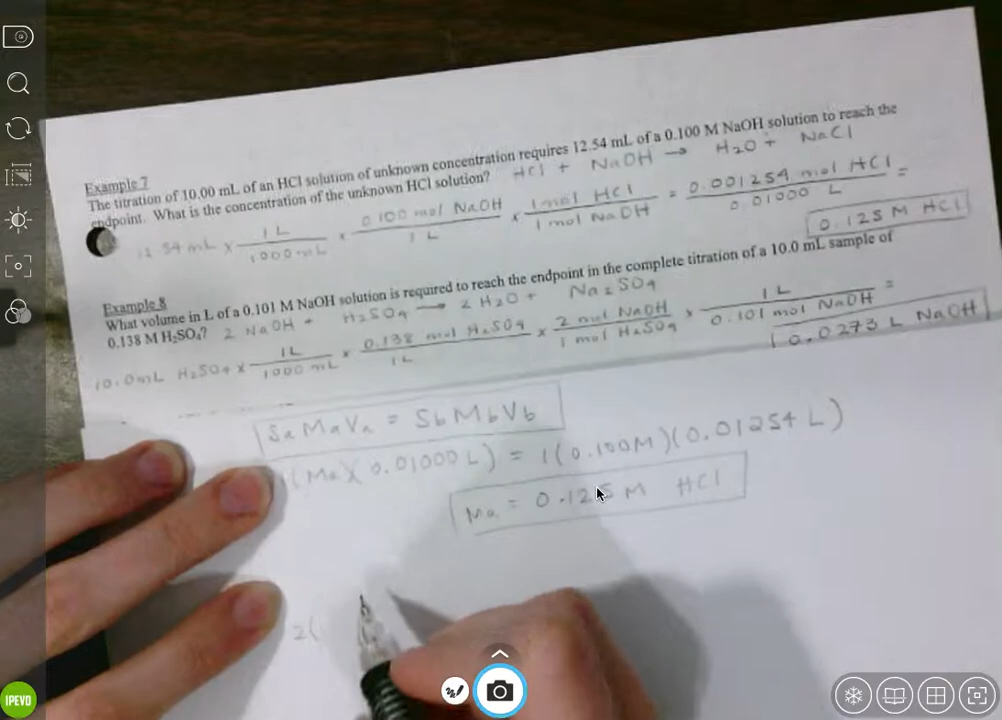 Example 7
The titration of 10.00 mL of an HCl solution of unknown concentration requires 12.54 mL of a 0.100 M NaOH solution to reach the
endpoint. What is the concentration of the unknown HCl solution?
HCl + NaOH → H2O + NaCl
12.54 mL × 1 L / 1000 mL × 0.100 mol NaOH / 1 L × 1 mol HCl / 1 mol NaOH = 0.001254 mol HCl / 0.01000 L =
0.125 M HCl
Example 8
What volume in L of a 0.101 M NaOH solution is required to reach the endpoint in the complete titration of a 10.0 mL sample of
0.138 M H2SO4?
2 NaOH + H2SO4 → 2 H2O + Na2SO4
10.0mL H2SO4 × 1L / 1000 mL × 0.138 mol H2SO4 / 1L × 2 mol NaOH / 1 mol H2SO4 × 1L / 0.101 mol NaOH =
0.0273 L NaOH
SaMaVa = SbMbVb
(Ma)(0.01000 L) = 1(0.100M)(0.01254 L)
Ma = 0.125 M HCl
2(
IPEVO